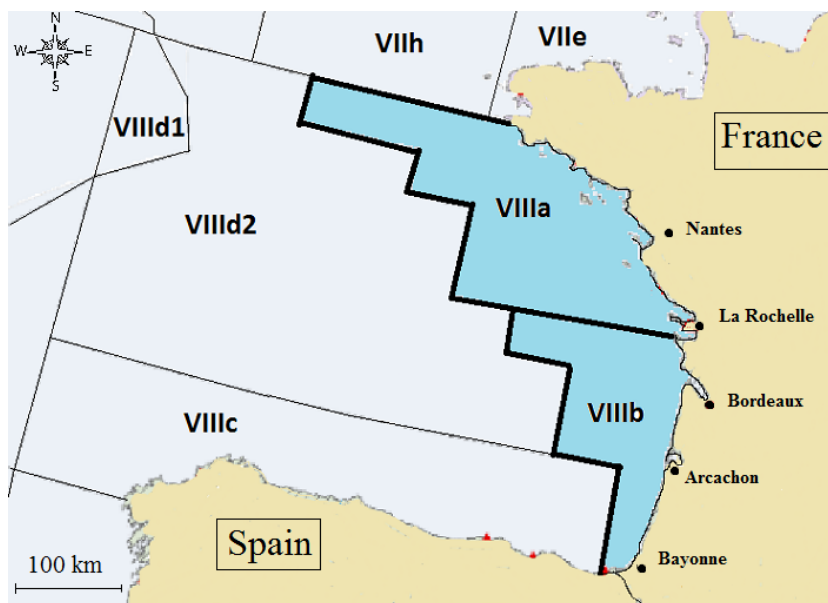 N
W E
S
VIIh
VIIe
VIIId1
France
VIIId2
VIIIa
Nantes
La Rochelle
VIIIb
Bordeaux
VIIIc
Arcachon
Spain
Bayonne
100 km